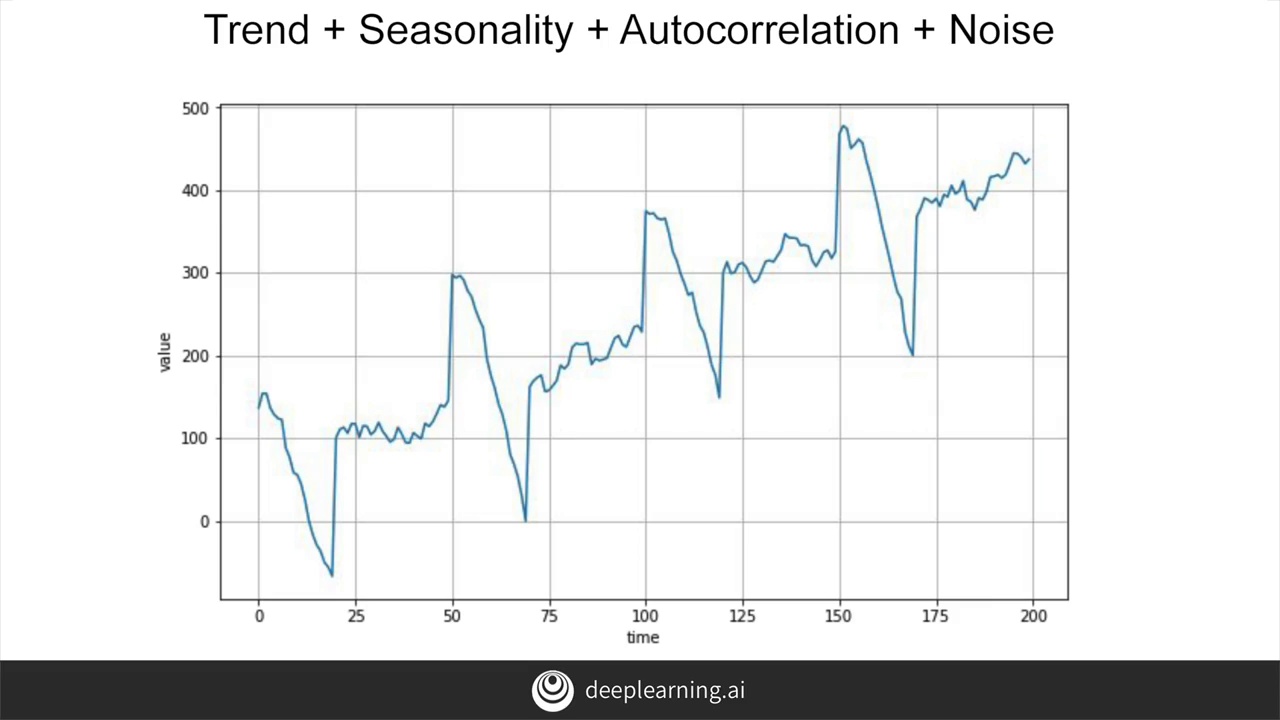 Trend + Seasonality + Autocorrelation + Noise
500
400
300
200
100
0
value
0 25 50 75 100 125 150 175 200
time
deeplearning.ai